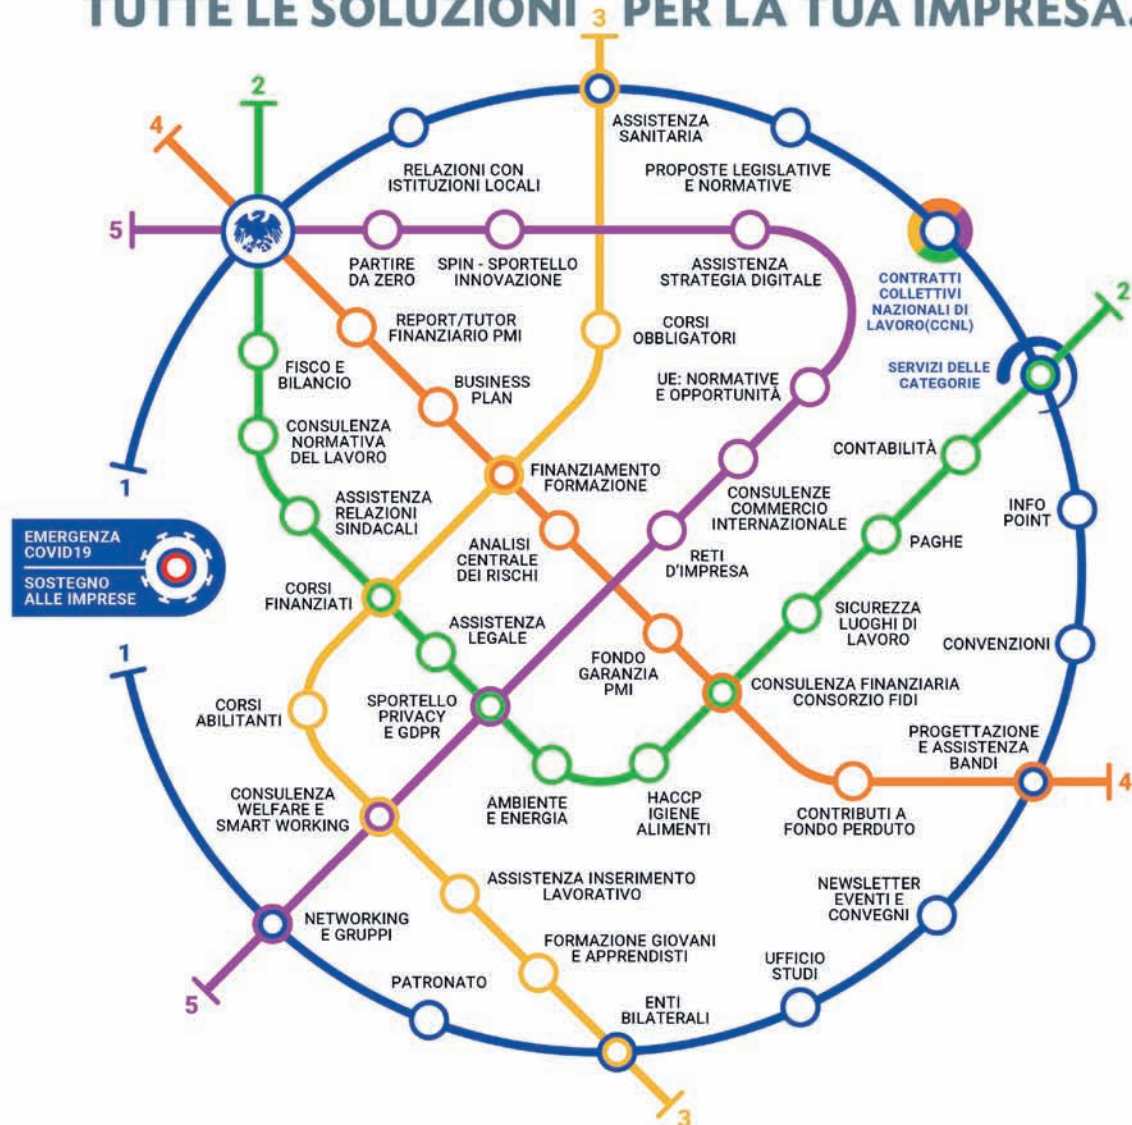 TUTTE LE SOLUZIONI PER LA TUA IMPRESA.
3
2
4
5
ASSISTENZA
SANITARIA
RELAZIONI CON
ISTITUZIONI LOCALI
PROPOSTE LEGISLATIVE
E NORMATIVE
PARTIRE
DA ZERO
SPIN - SPORTELLO
INNOVAZIONE
ASSISTENZA
STRATEGIA DIGITALE
CONTRATTI
COLLETTIVI
NAZIONALI DI
LAVORO(CCNL)
2
REPORT/TUTOR
FINANZIARIO PMI
CORSI
OBBLIGATORI
FISCO E
BILANCIO
BUSINESS
PLAN
UE: NORMATIVE
E OPPORTUNITÀ
SERVIZI DELLE
CATEGORIE
CONSULENZA
NORMATIVA
DEL LAVORO
CONTABILITÀ
1
FINANZIAMENTO
FORMAZIONE
ASSISTENZA
RELAZIONI
SINDACALI
CONSULENZE
COMMERCIO
INTERNAZIONALE
INFO
POINT
EMERGENZA
COVID19
SOSTEGNO
ALLE IMPRESE
ANALISI
CENTRALE
DEI RISCHI
RETI
D'IMPRESA
PAGHE
CORSI
FINANZIATI
ASSISTENZA
LEGALE
SICUREZZA
LUOGHI DI
LAVORO
CONVENZIONI
1
FONDO
GARANZIA
PMI
CORSI
ABILITANTI
SPORTELLO
PRIVACY
E GDPR
CONSULENZA FINANZIARIA
CONSORZIO FIDI
PROGETTAZIONE
E ASSISTENZA
BANDI
4
CONSULENZA
WELFARE E
SMART WORKING
AMBIENTE
E ENERGIA
HACCP
IGIENE
ALIMENTI
CONTRIBUTI A
FONDO PERDUTO
ASSISTENZA INSERIMENTO
LAVORATIVO
NEWSLETTER
EVENTI E
CONVEGNI
NETWORKING
E GRUPPI
FORMAZIONE GIOVANI
E APPRENDISTI
UFFICIO
STUDI
5
PATRONATO
ENTI
BILATERALI
3